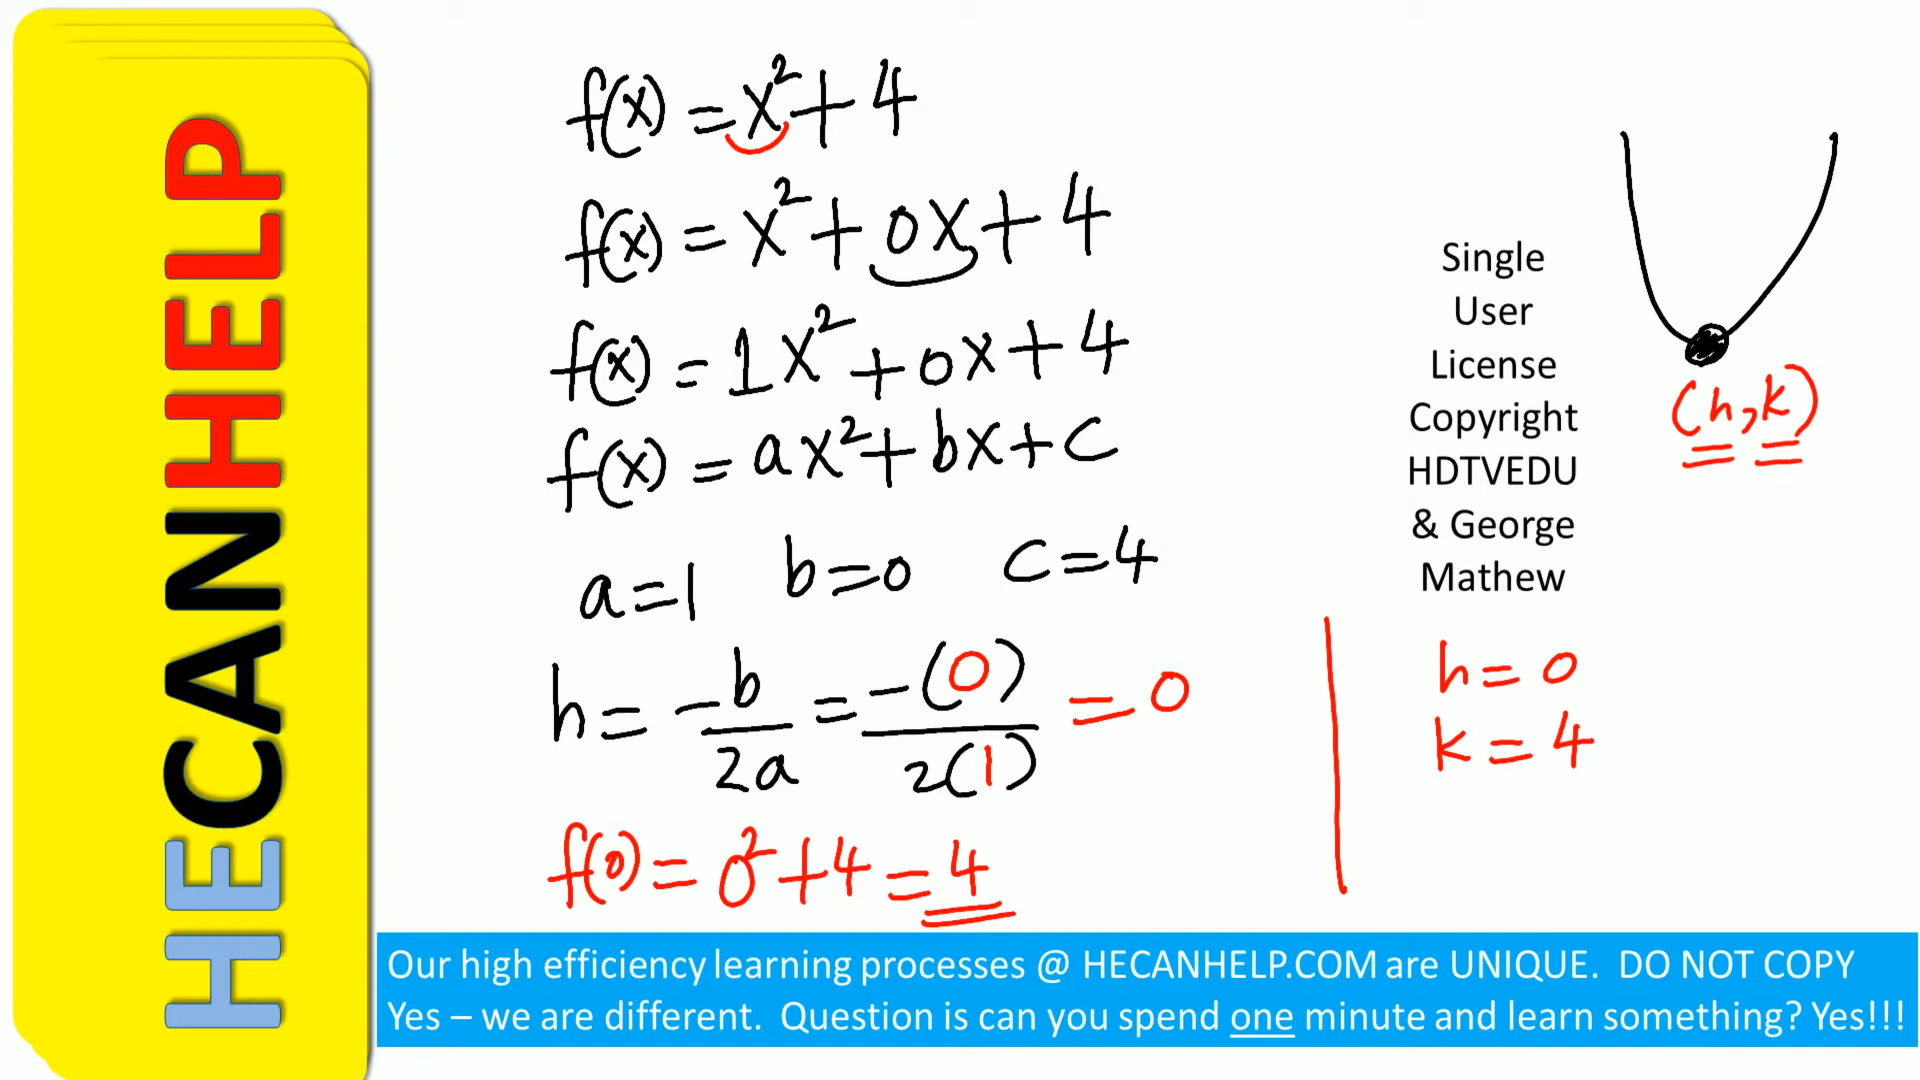 HECANHELP
f(x) = x² + 4
f(x) = x² + 0x + 4
f(x) = 1x² + 0x + 4
f(x) = ax² + bx + c
a=1 b=0 c=4
h = -b/2a = -(0)/2(1) = 0
f(0) = 0² + 4 = 4
Single
User
License
Copyright
HDTVEDU
& George
Mathew
(h,k)
h = 0
k = 4
Our high efficiency learning processes @ HECANHELP.COM are UNIQUE. DO NOT COPY
Yes – we are different. Question is can you spend one minute and learn something? Yes!!!